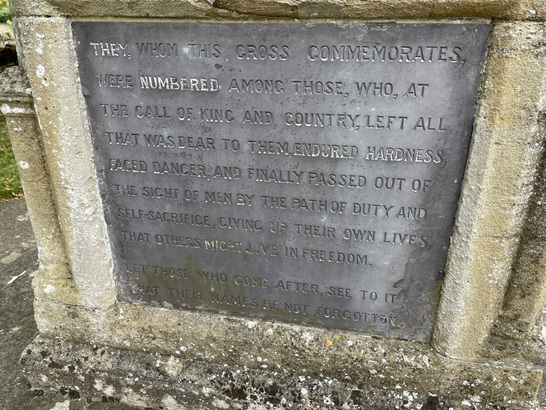 THEY, WHOM THIS CROSS COMMEMORATES,
WERE NUMBERED AMONG THOSE, WHO, AT
THE CALL OF KING AND COUNTRY, LEFT ALL
THAT WAS DEAR TO THEM, ENDURED HARDNESS,
FACED DANGER, AND FINALLY PASSED OUT OF
THE SIGHT OF MEN BY THE PATH OF DUTY AND
SELF-SACRIFICE, GIVING UP THEIR OWN LIVES,
THAT OTHERS MIGHT LIVE IN FREEDOM.
LET THOSE WHO COME AFTER, SEE TO IT
THAT THEIR NAMES BE NOT FORGOTTEN.